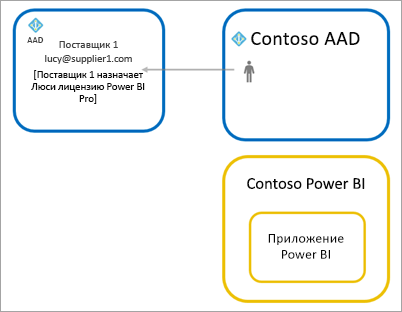 AAD
Поставщик 1
lucy@supplier1.com
[Поставщик 1 назначает
Люси лицензию Power BI
Pro]
Contoso AAD
Contoso Power BI
Приложение
Power BI